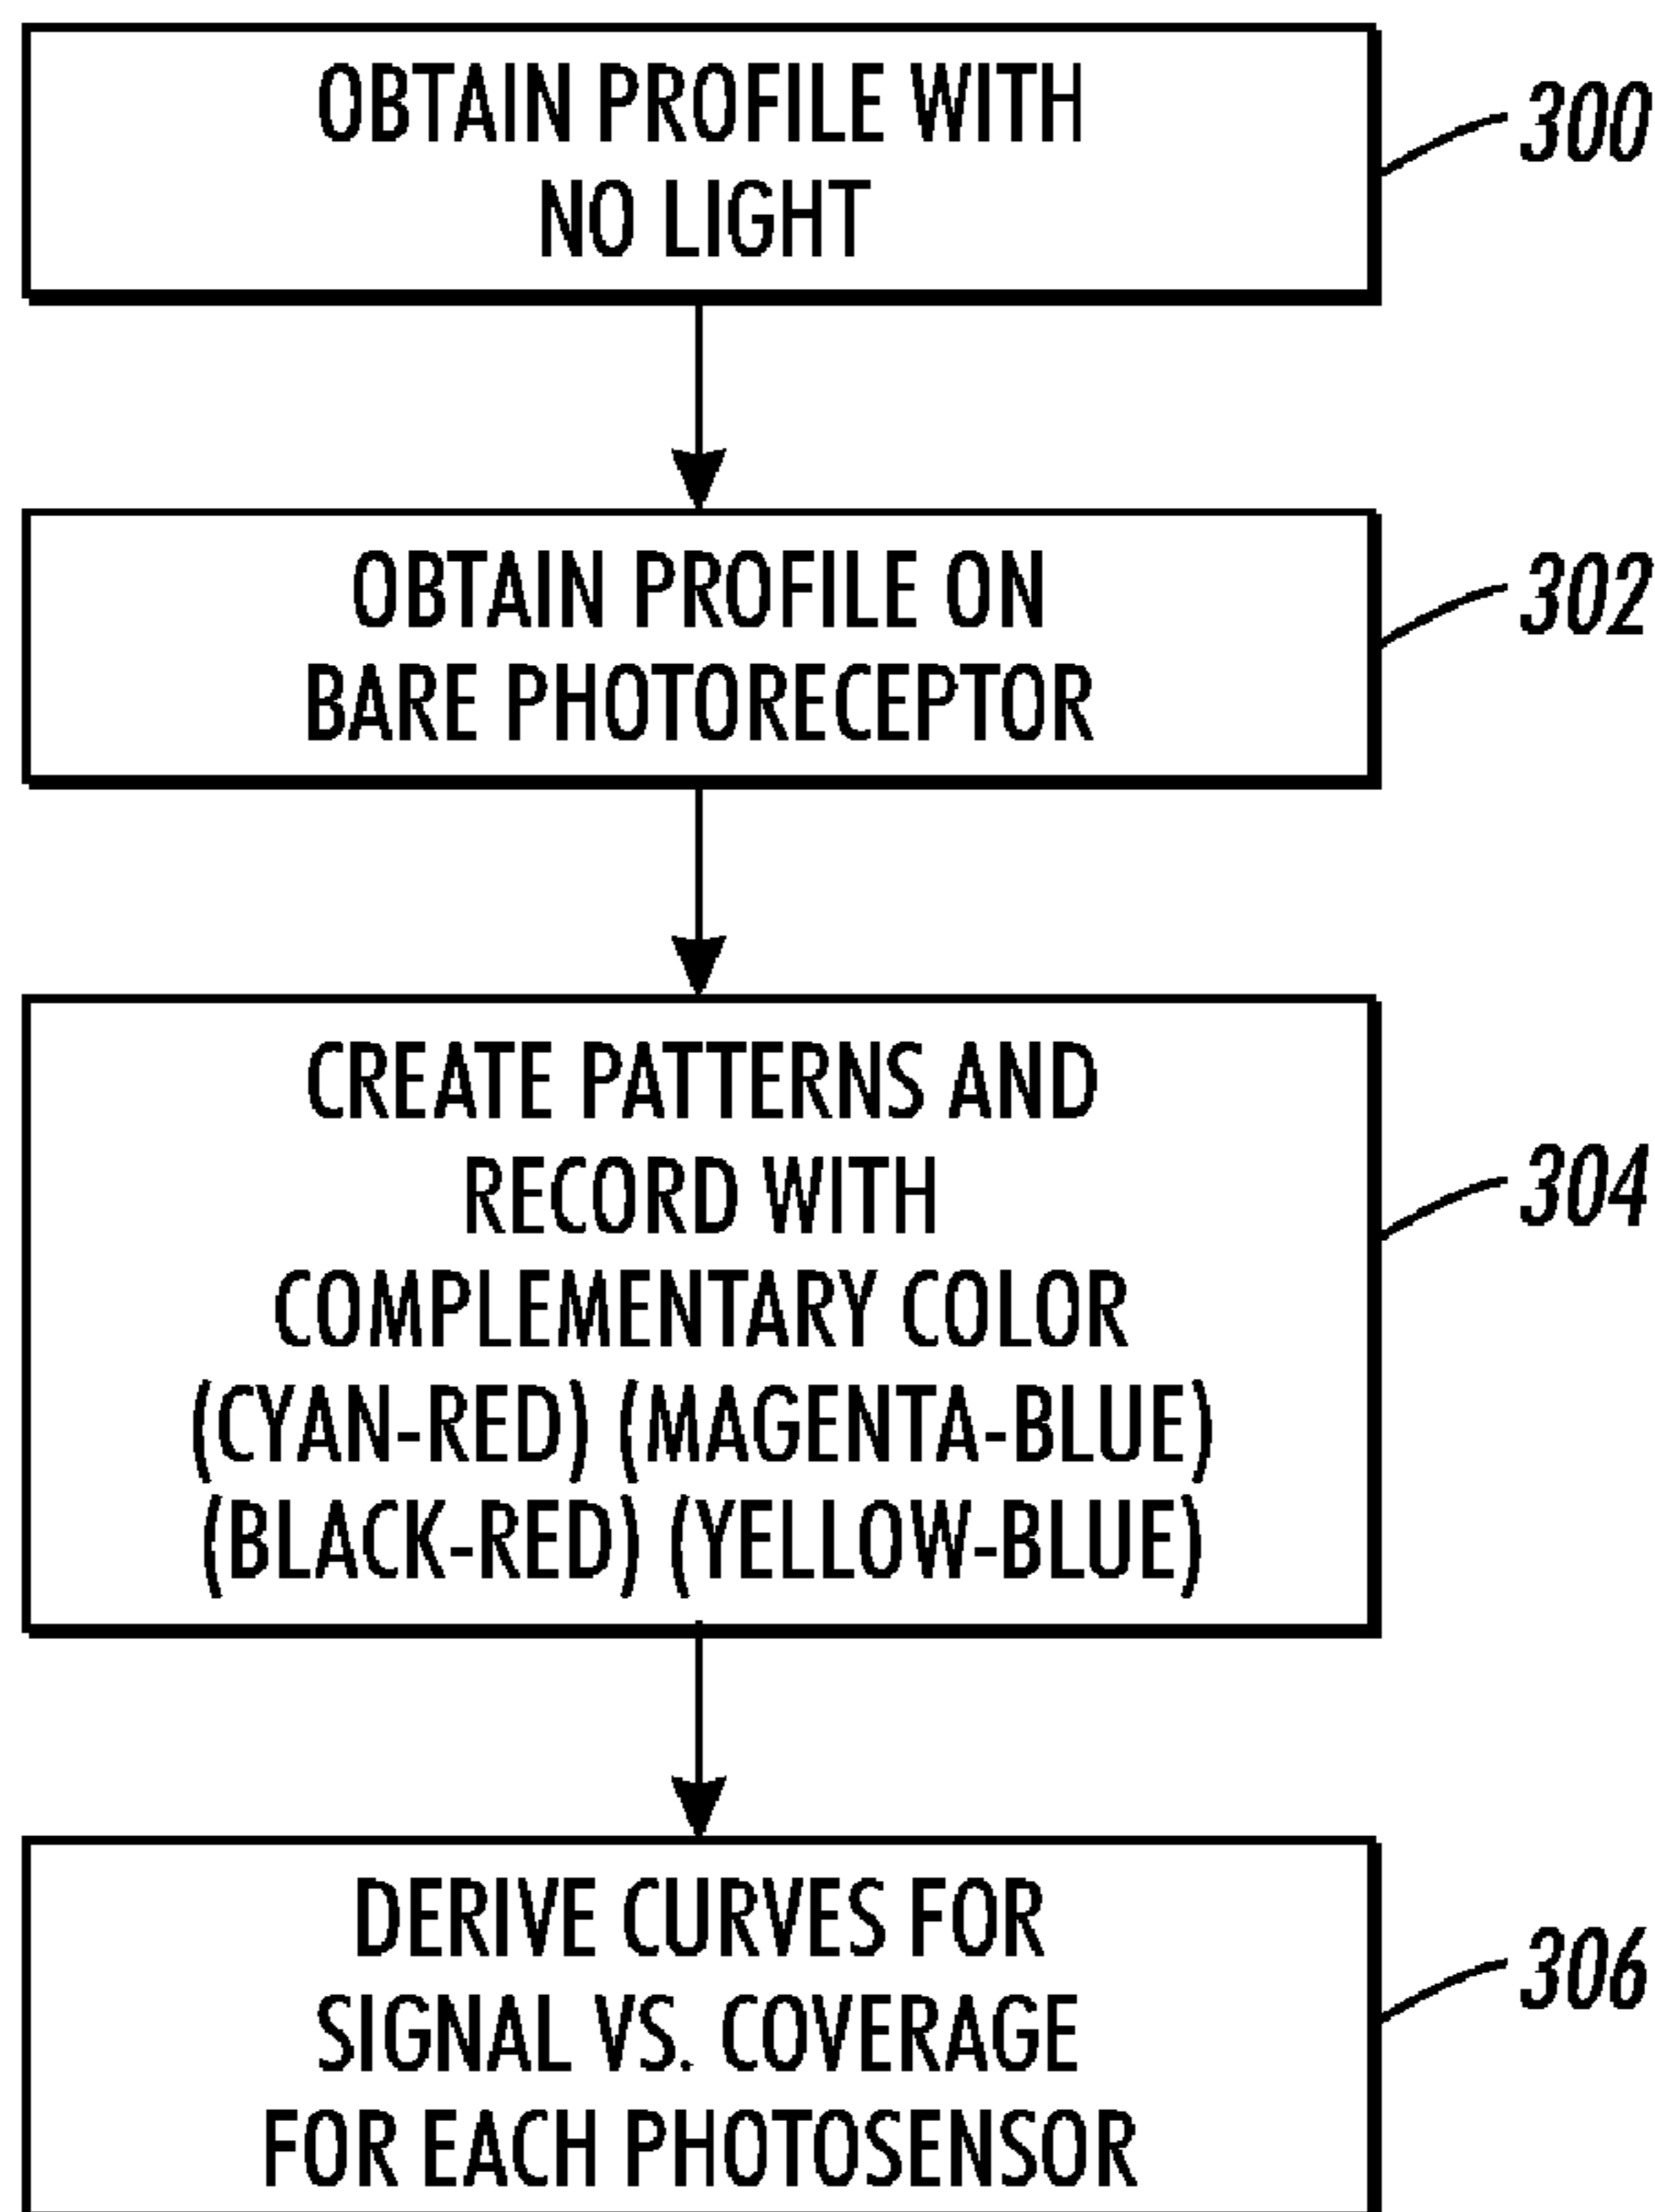 OBTAIN PROFILE WITH
NO LIGHT
300
OBTAIN PROFILE ON
BARE PHOTORECEPTOR
302
CREATE PATTERNS AND
RECORD WITH
COMPLEMENTARY COLOR
(CYAN-RED) (MAGENTA-BLUE)
(BLACK-RED) (YELLOW-BLUE)
304
DERIVE CURVES FOR
SIGNAL VS. COVERAGE
FOR EACH PHOTOSENSOR
306